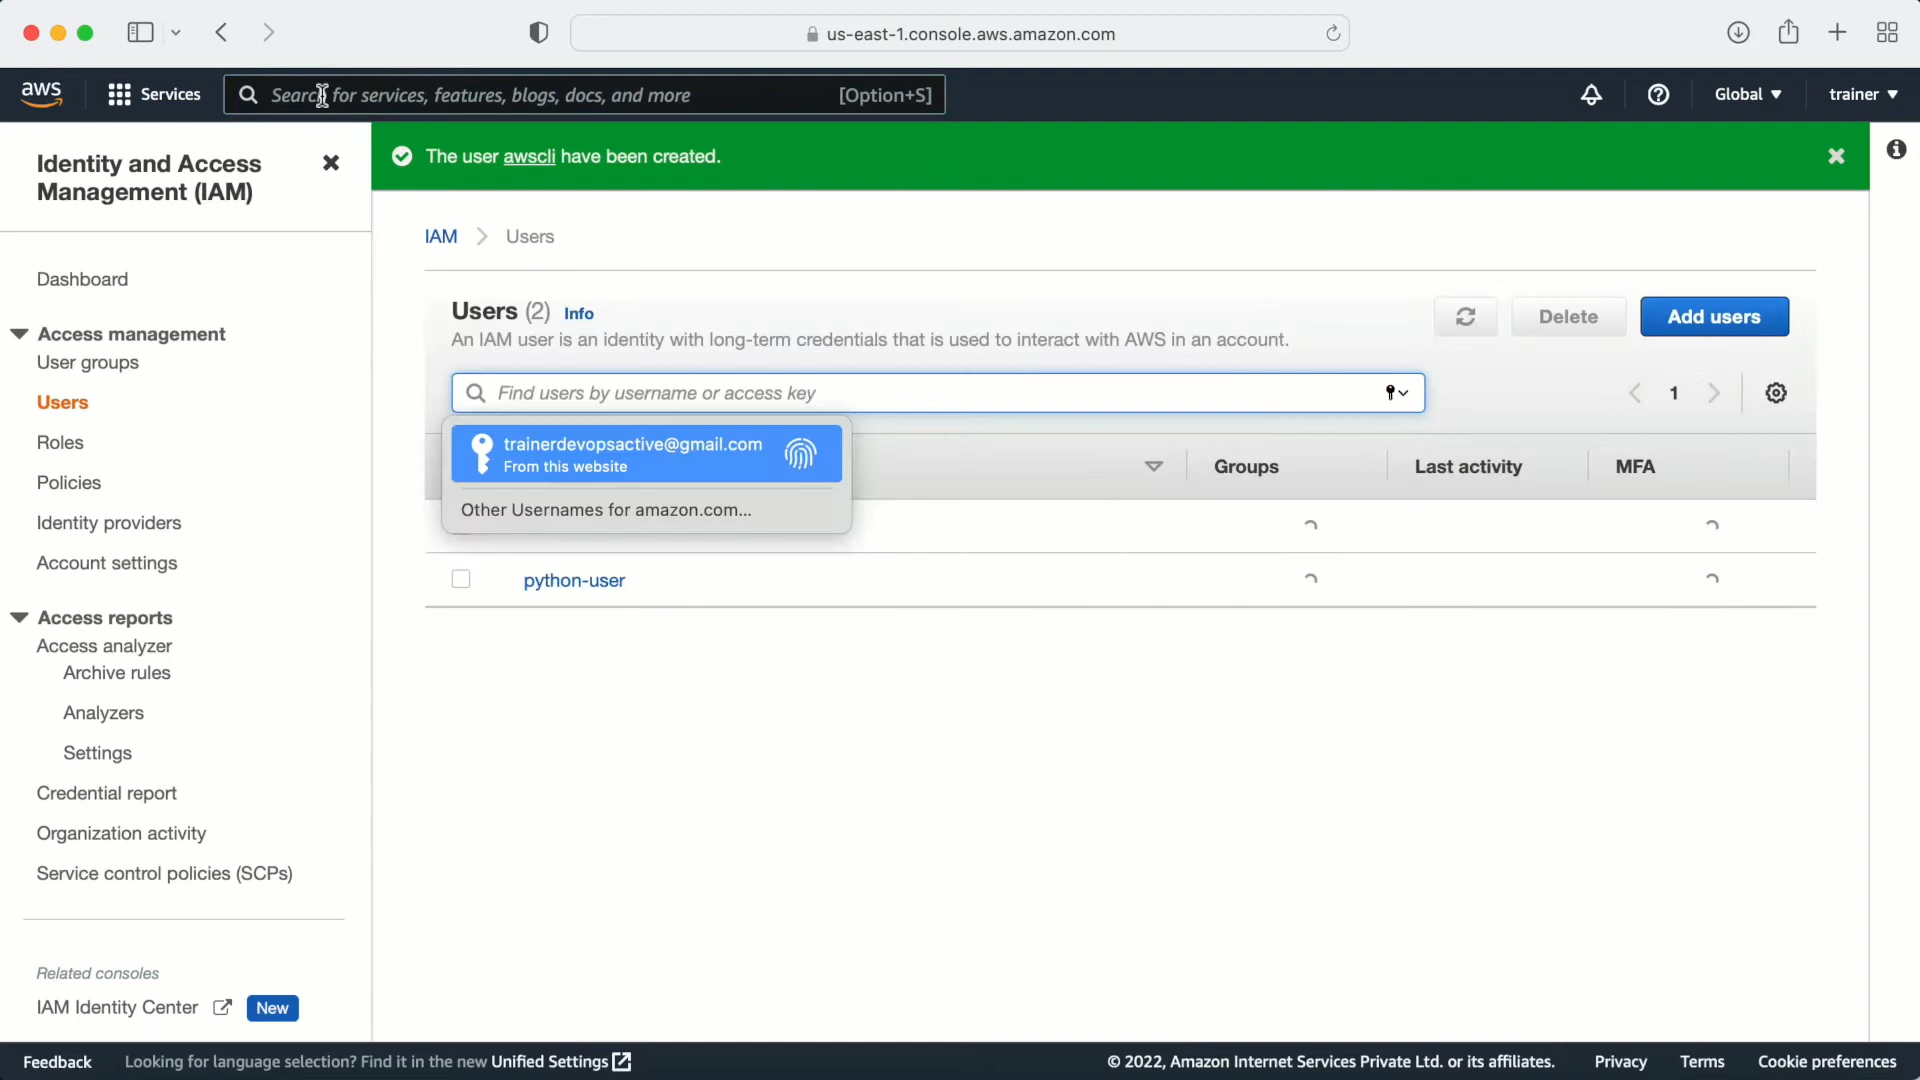 us-east-1.console.aws.amazon.com
aws
Services
Search for services, features, blogs, docs, and more
[Option+S]
Global
trainer
Identity and Access
Management (IAM)
The user awscli have been created.
IAM
Users
Dashboard
Users (2)
Info
Delete
Add users
An IAM user is an identity with long-term credentials that is used to interact with AWS in an account.
Access management
User groups
Find users by username or access key
1
Users
Roles
trainerdevopsactive@gmail.com
From this website
Groups
Last activity
MFA
Policies
Other Usernames for amazon.com...
Identity providers
Account settings
python-user
Access reports
Access analyzer
Archive rules
Analyzers
Settings
Credential report
Organization activity
Service control policies (SCPs)
Related consoles
IAM Identity Center
New
Feedback
Looking for language selection? Find it in the new Unified Settings
© 2022, Amazon Internet Services Private Ltd. or its affiliates.
Privacy
Terms
Cookie preferences